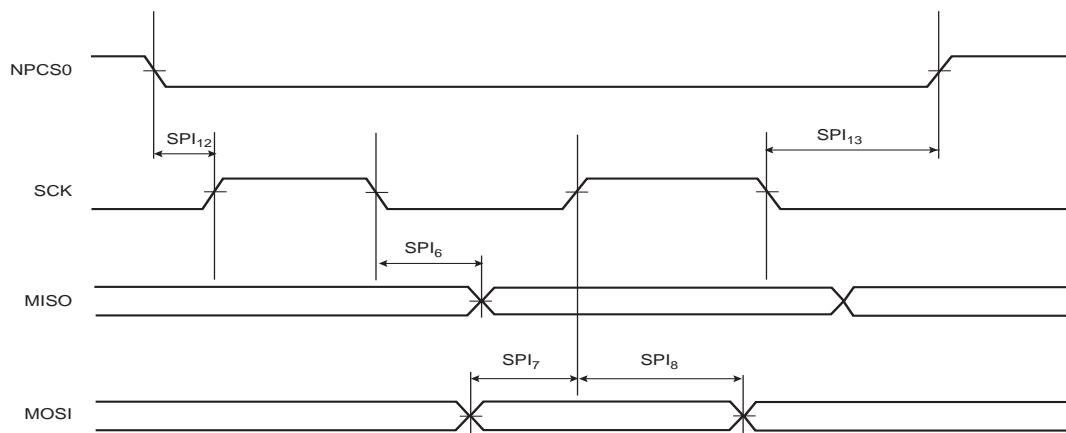 NPCS0
SPI₁₂
SPI₁₃
SCK
SPI₆
MISO
SPI₇
SPI₈
MOSI